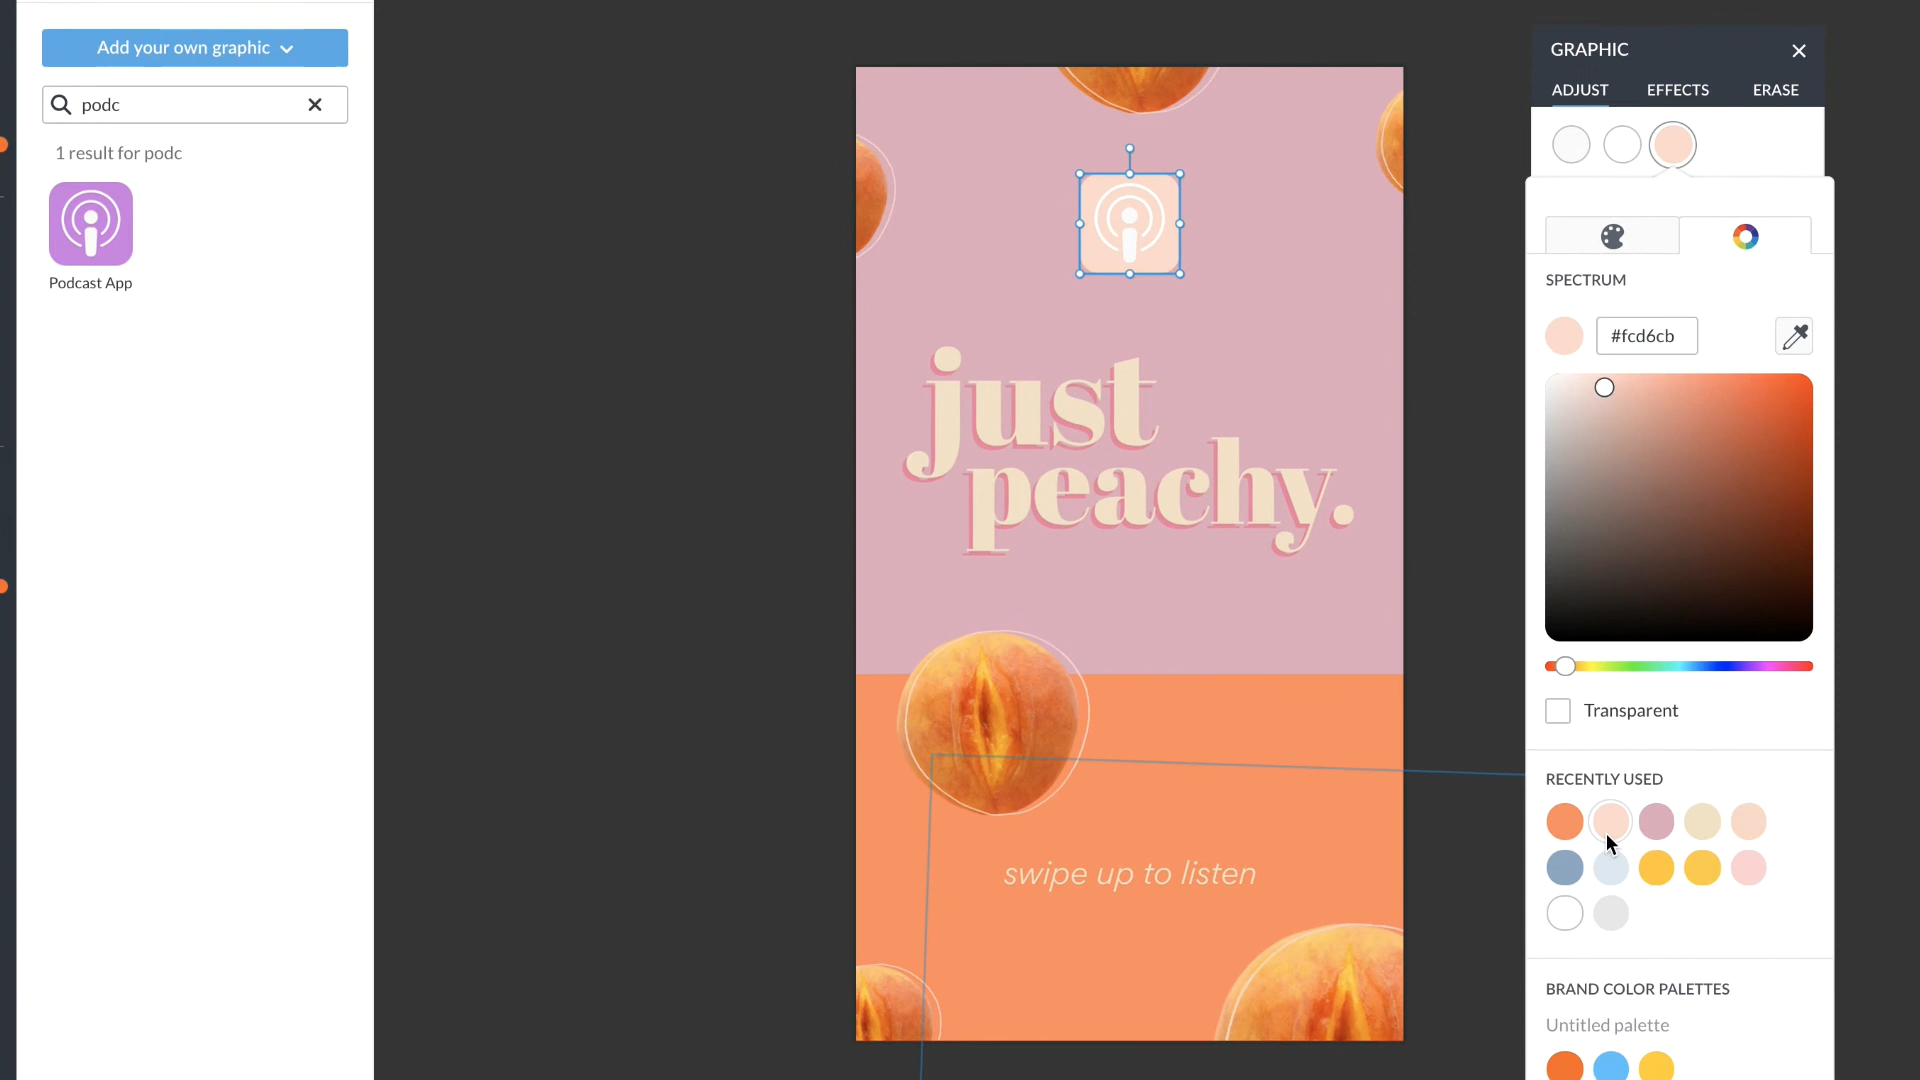 Add your own graphic
podc
1 result for podc
Podcast App
just
peachy.
swipe up to listen
GRAPHIC
ADJUST EFFECTS ERASE
SPECTRUM
#fcd6cb
Transparent
RECENTLY USED
BRAND COLOR PALETTES
Untitled palette